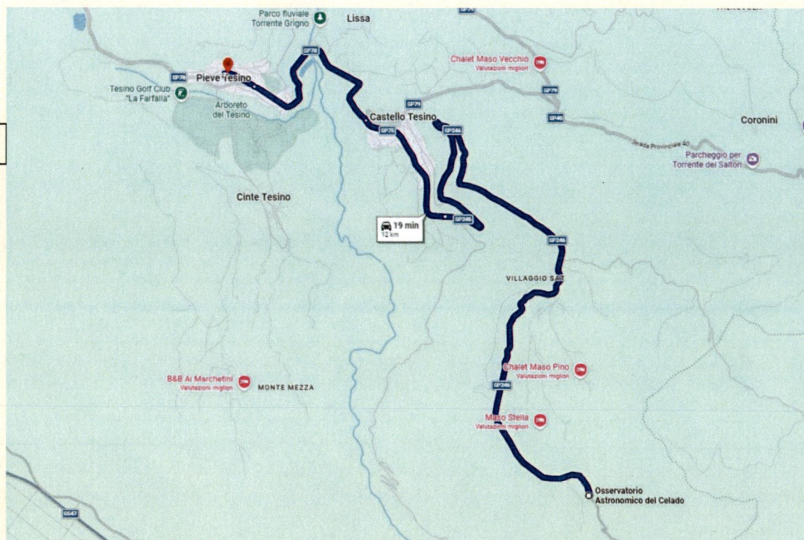 Parco fluviale
Torrente Grigno
Lissa
SP78
Chalet Maso Vecchio
Valutazioni migliori
SP78
Pieve Tesino
Tesino Golf Club
"La Farfalla"
Arboreto
del Tesino
SP79
SP79
Castello Tesino
SP75
SP246
SP40
Coronini
Strada Provinciale 40
Parcheggio per
Torrente del Salton
Cinte Tesino
19 min
12 km
SP246
SP246
VILLAGGIO SAT
B&B Ai Marchetini
Valutazioni migliori
MONTE MEZZA
Chalet Maso Pino
Valutazioni migliori
SP246
Maso Stella
Valutazioni migliori
Osservatorio
Astronomico del Celado
SS47